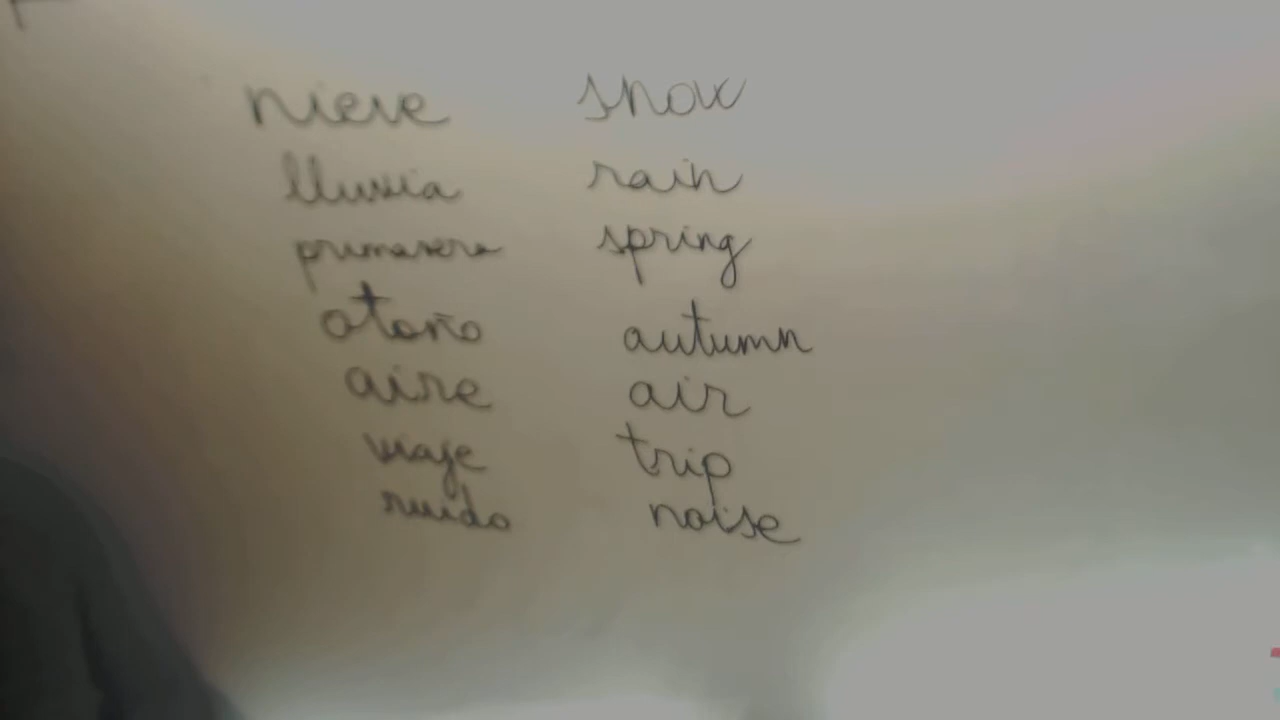 nieve snow
lluvia rain
primavera spring
otoño autumn
aire air
viaje trip
ruido noise